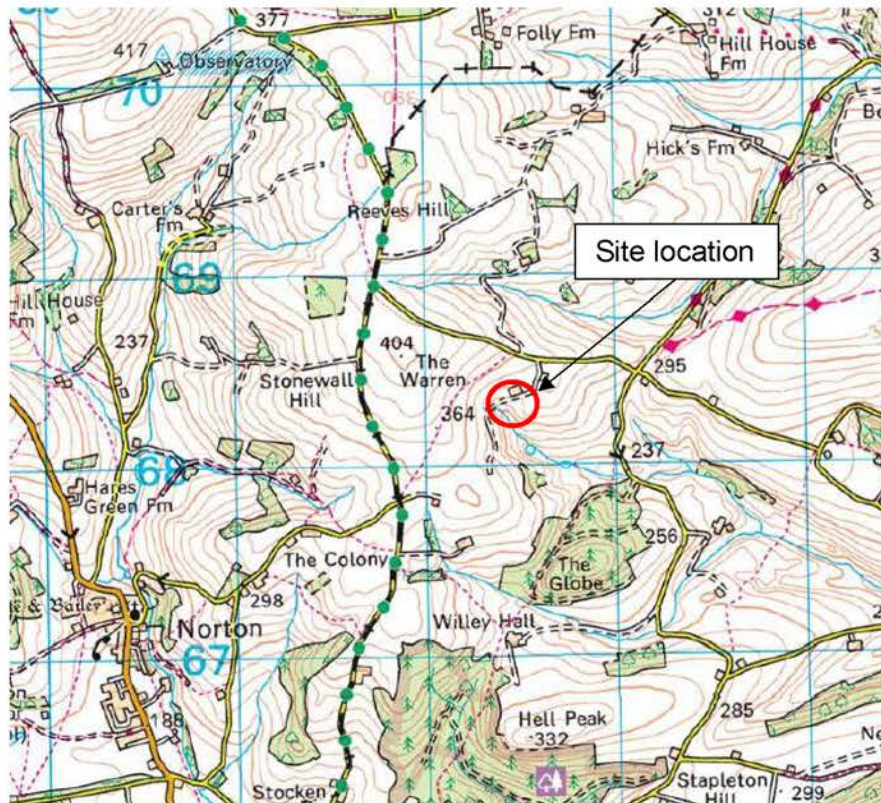 377
417
Observatory
70
Folly Fm
Hill House
Fm
Hick's Fm
Reeves Hill
Carter's
Fm
Site location
69
Hill House
Fm
237
404
The
Warren
Stonewall
Hill
295
364
68
237
Hares
Green Fm
256
The
Globe
The Colony
298
Norton
67
Willey Hall
188
Hell Peak
332
285
Stocken
Stapleton
Hill
299